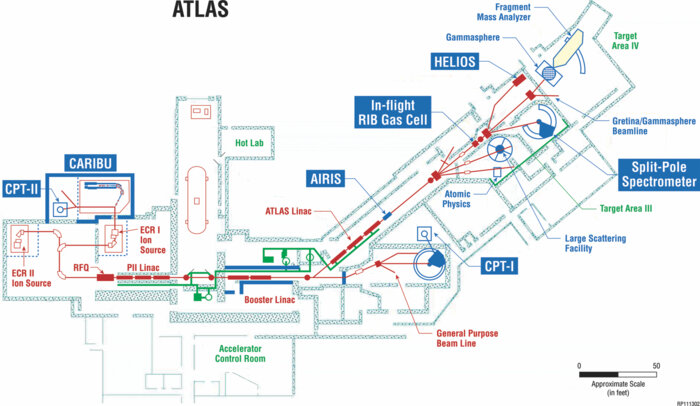 ATLAS
Fragment
Mass Analyzer
Gammasphere
Target
Area IV
HELIOS
In-flight
RIB Gas Cell
Gretina/Gammasphere
Beamline
Hot Lab
CARIBU
Split-Pole
Spectrometer
CPT-II
AIRIS
Atomic
Physics
Target Area III
ATLAS Linac
ECR I
Ion
Source
Large Scattering
Facility
ECR II
Ion Source
RFQ
PII Linac
CPT-I
Booster Linac
General Purpose
Beam Line
Accelerator
Control Room
0
50
Approximate Scale
(in feet)
RP111302